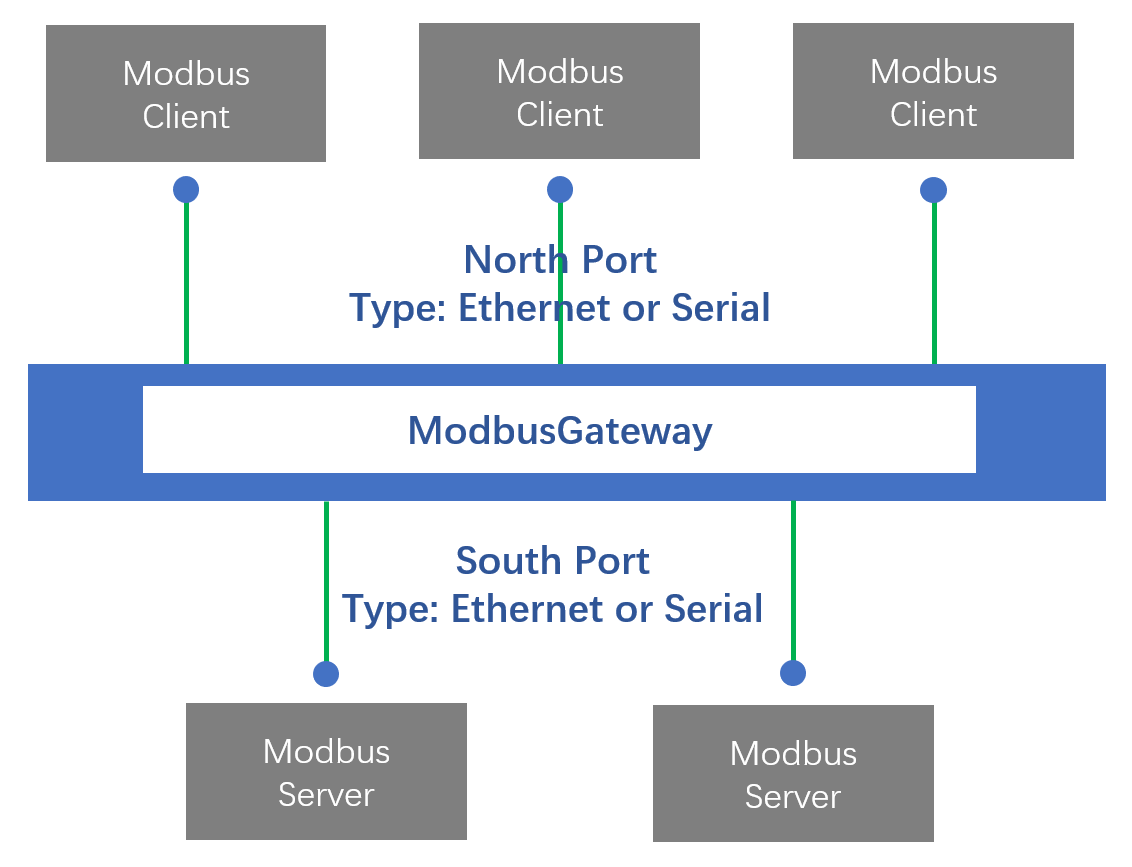 Modbus
Client
Modbus
Client
Modbus
Client
North Port
Type: Ethernet or Serial
ModbusGateway
South Port
Type: Ethernet or Serial
Modbus
Server
Modbus
Server